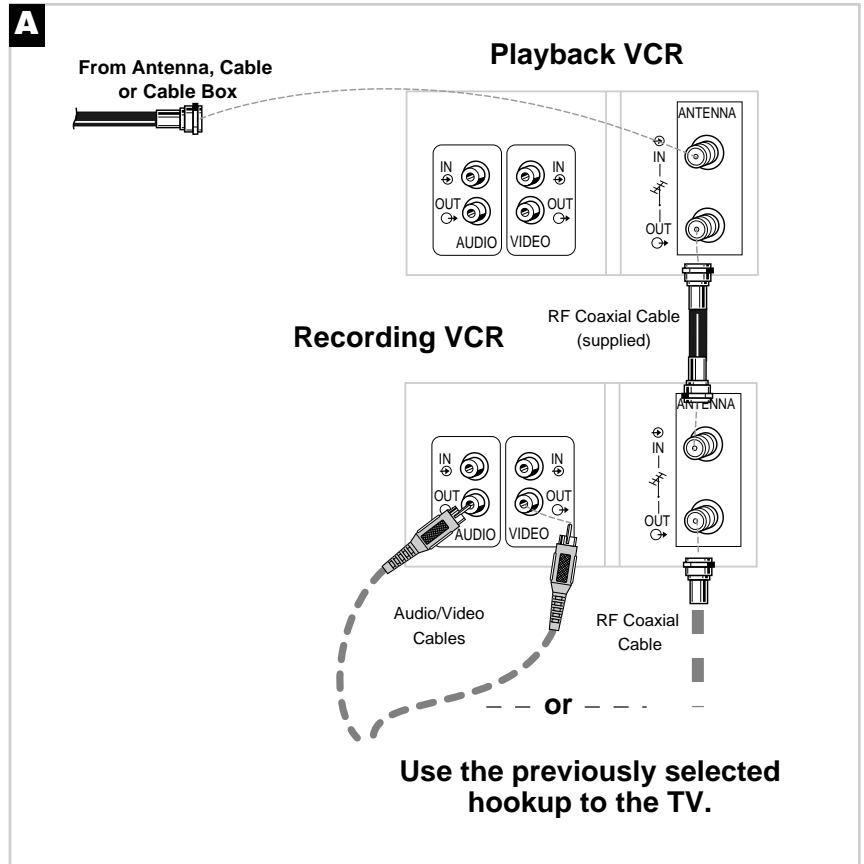 A
From Antenna, Cable
or Cable Box
Playback VCR
ANTENNA
IN
OUT
AUDIO
IN
OUT
VIDEO
IN
OUT
RF Coaxial Cable
(supplied)
Recording VCR
ANTENNA
IN
OUT
AUDIO
IN
OUT
VIDEO
IN
OUT
Audio/Video
Cables
RF Coaxial
Cable
or
Use the previously selected
hookup to the TV.